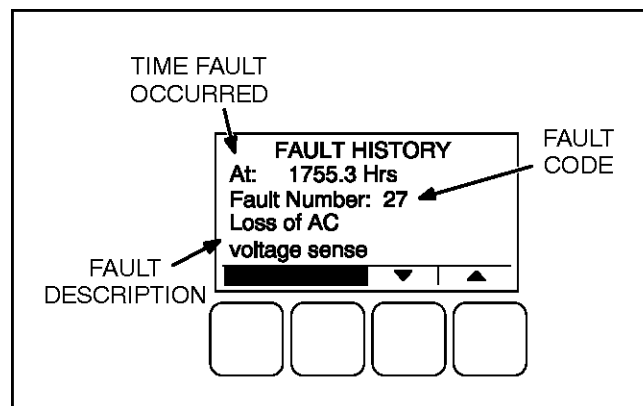 TIME FAULT
OCCURRED
FAULT HISTORY
At: 1755.3 Hrs
Fault Number: 27
Loss of AC
voltage sense
FAULT
CODE
FAULT
DESCRIPTION